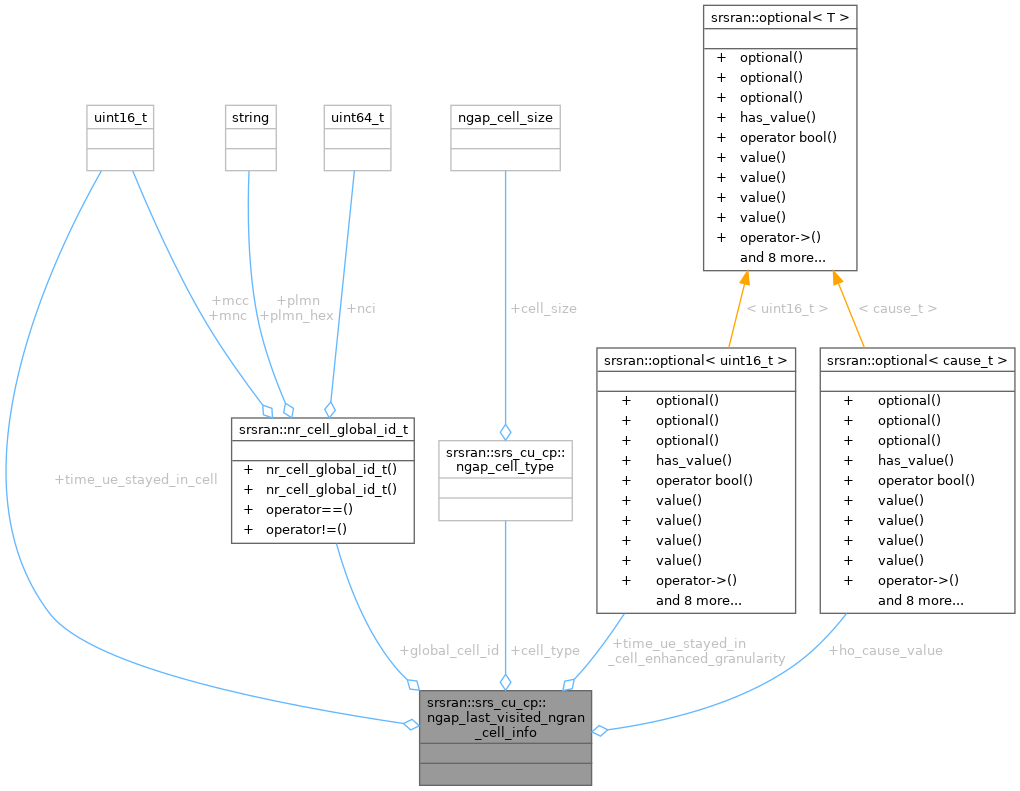 srsran::optional< T >
+ optional()
+ optional()
+ optional()
+ has_value()
+ operator bool()
+ value()
+ value()
+ value()
+ value()
+ operator->()
and 8 more...
uint16_t
string
uint64_t
ngap_cell_size
+mcc
+mnc
+plmn
+plmn_hex
+nci
+cell_size
< uint16_t >
< cause_t >
srsran::optional< uint16_t >
+ optional()
+ optional()
+ optional()
+ has_value()
+ operator bool()
+ value()
+ value()
+ value()
+ value()
+ operator->()
and 8 more...
srsran::optional< cause_t >
+ optional()
+ optional()
+ optional()
+ has_value()
+ operator bool()
+ value()
+ value()
+ value()
+ value()
+ operator->()
and 8 more...
srsran::nr_cell_global_id_t
+ nr_cell_global_id_t()
+ nr_cell_global_id_t()
+ operator==()
+ operator!=()
srsran::srs_cu_cp::
ngap_cell_type
+time_ue_stayed_in_cell
+global_cell_id
+cell_type
+time_ue_stayed_in
_cell_enhanced_granularity
+ho_cause_value
srsran::srs_cu_cp::
ngap_last_visited_ngran
_cell_info